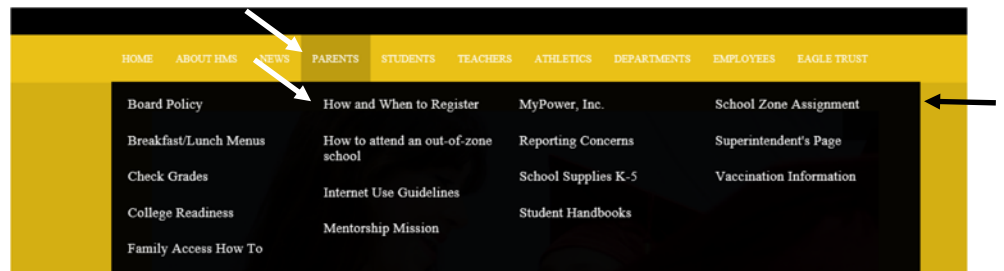 HOME ABOUT HMS NEWS PARENTS STUDENTS TEACHERS ATHLETICS DEPARTMENTS EMPLOYEES EAGLE TRUST
Board Policy
Breakfast/Lunch Menus
Check Grades
College Readiness
Family Access How To
How and When to Register
How to attend an out-of-zone
school
Internet Use Guidelines
Mentorship Mission
MyPower, Inc.
Reporting Concerns
School Supplies K-5
Student Handbooks
School Zone Assignment
Superintendent's Page
Vaccination Information